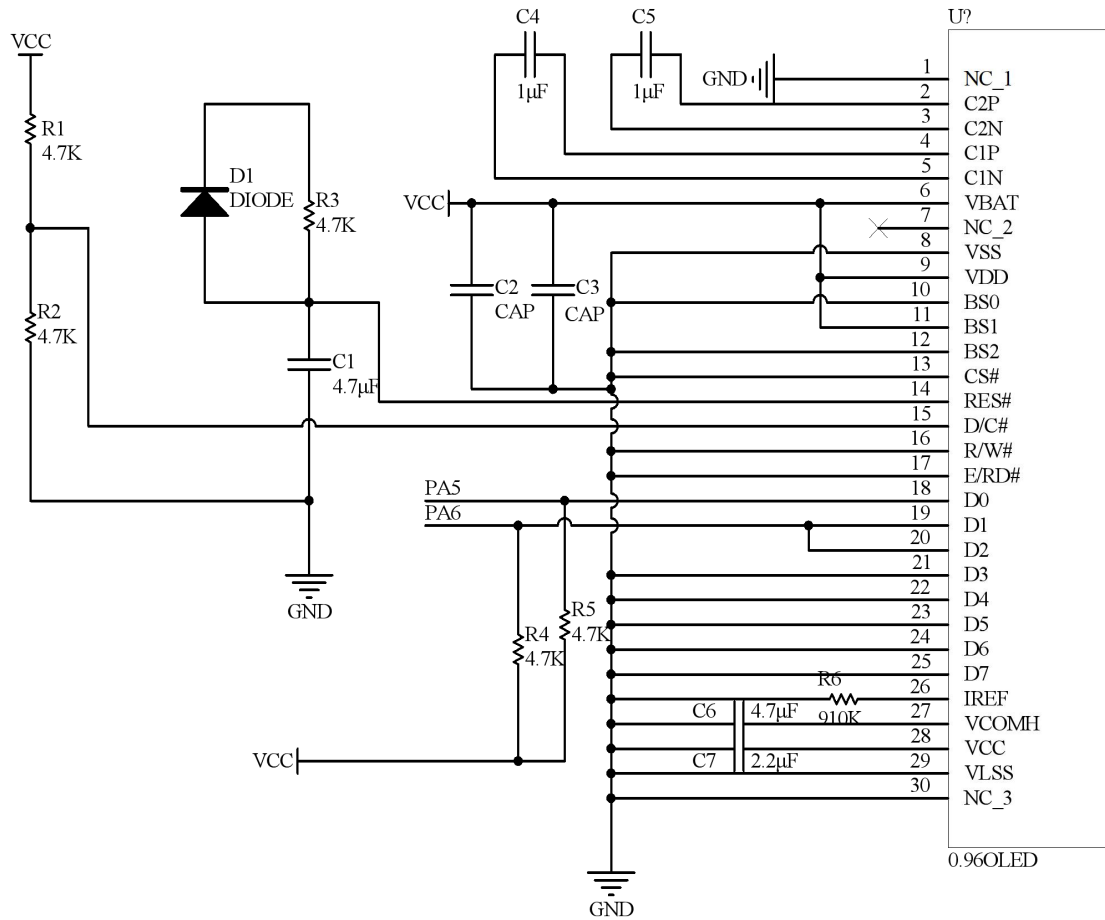 VCC
R1
4.7K
R2
4.7K
D1
DIODE
R3
4.7K
C1
4.7μF
GND
C4
1μF
C5
1μF
GND
VCC
C2
CAP
C3
CAP
PA5
PA6
R4
4.7K
R5
4.7K
VCC
C6
4.7μF
C7
2.2μF
R6
910K
GND
U?
1 NC_1
2 C2P
3 C2N
4 C1P
5 C1N
6 VBAT
7 NC_2
8 VSS
9 VDD
10 BS0
11 BS1
12 BS2
13 CS#
14 RES#
15 D/C#
16 R/W#
17 E/RD#
18 D0
19 D1
20 D2
21 D3
22 D4
23 D5
24 D6
25 D7
26 IREF
27 VCOMH
28 VCC
29 VLSS
30 NC_3
0.96OLED